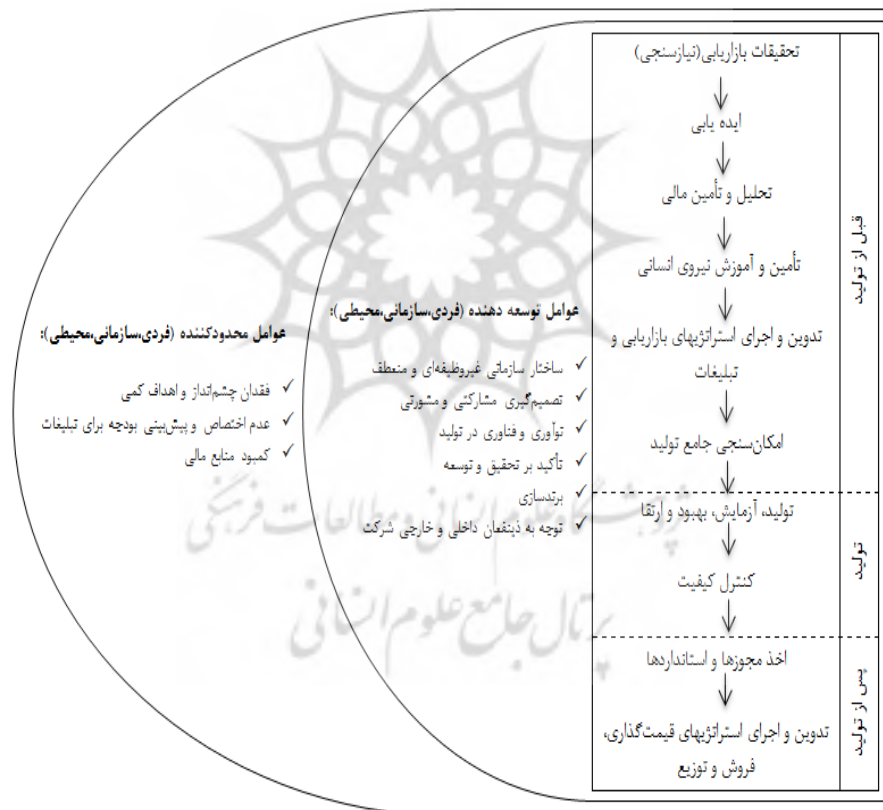 تحقیقات بازاریابی(نیازسنجی)
ایده یابی
تحلیل و تأمین مالی
تأمین و آموزش نیروی انسانی
تدوین و اجرای استراتژیهای بازاریابی و
تبلیغات
امکان‌سنجی جامع تولید
قبل از تولید
تولید، آزمایش، بهبود و ارتقا
کنترل کیفیت
تولید
اخذ مجوزها و استانداردها
تدوین و اجرای استراتژیهای قیمت‌گذاری،
فروش و توزیع
پس از تولید
عوامل توسعه دهنده (فردی،سازمانی،محیطی):
✓ ساختار سازمانی غیروظیفه‌ای و منعطف
✓ تصمیم‌گیری مشارکتی و مشورتی
✓ نوآوری و فناوری در تولید
✓ تأکید بر تحقیق و توسعه
✓ برندسازی
✓ توجه به ذینفعان داخلی و خارجی شرکت
عوامل محدودکننده (فردی،سازمانی،محیطی):
✓ فقدان چشم‌انداز و اهداف کمی
✓ عدم اختصاص و پیش‌بینی بودجه برای تبلیغات
✓ کمبود منابع مالی
پژوهشگاه علوم انسانی و مطالعات فرهنگی
پرتال جامع علوم انسانی